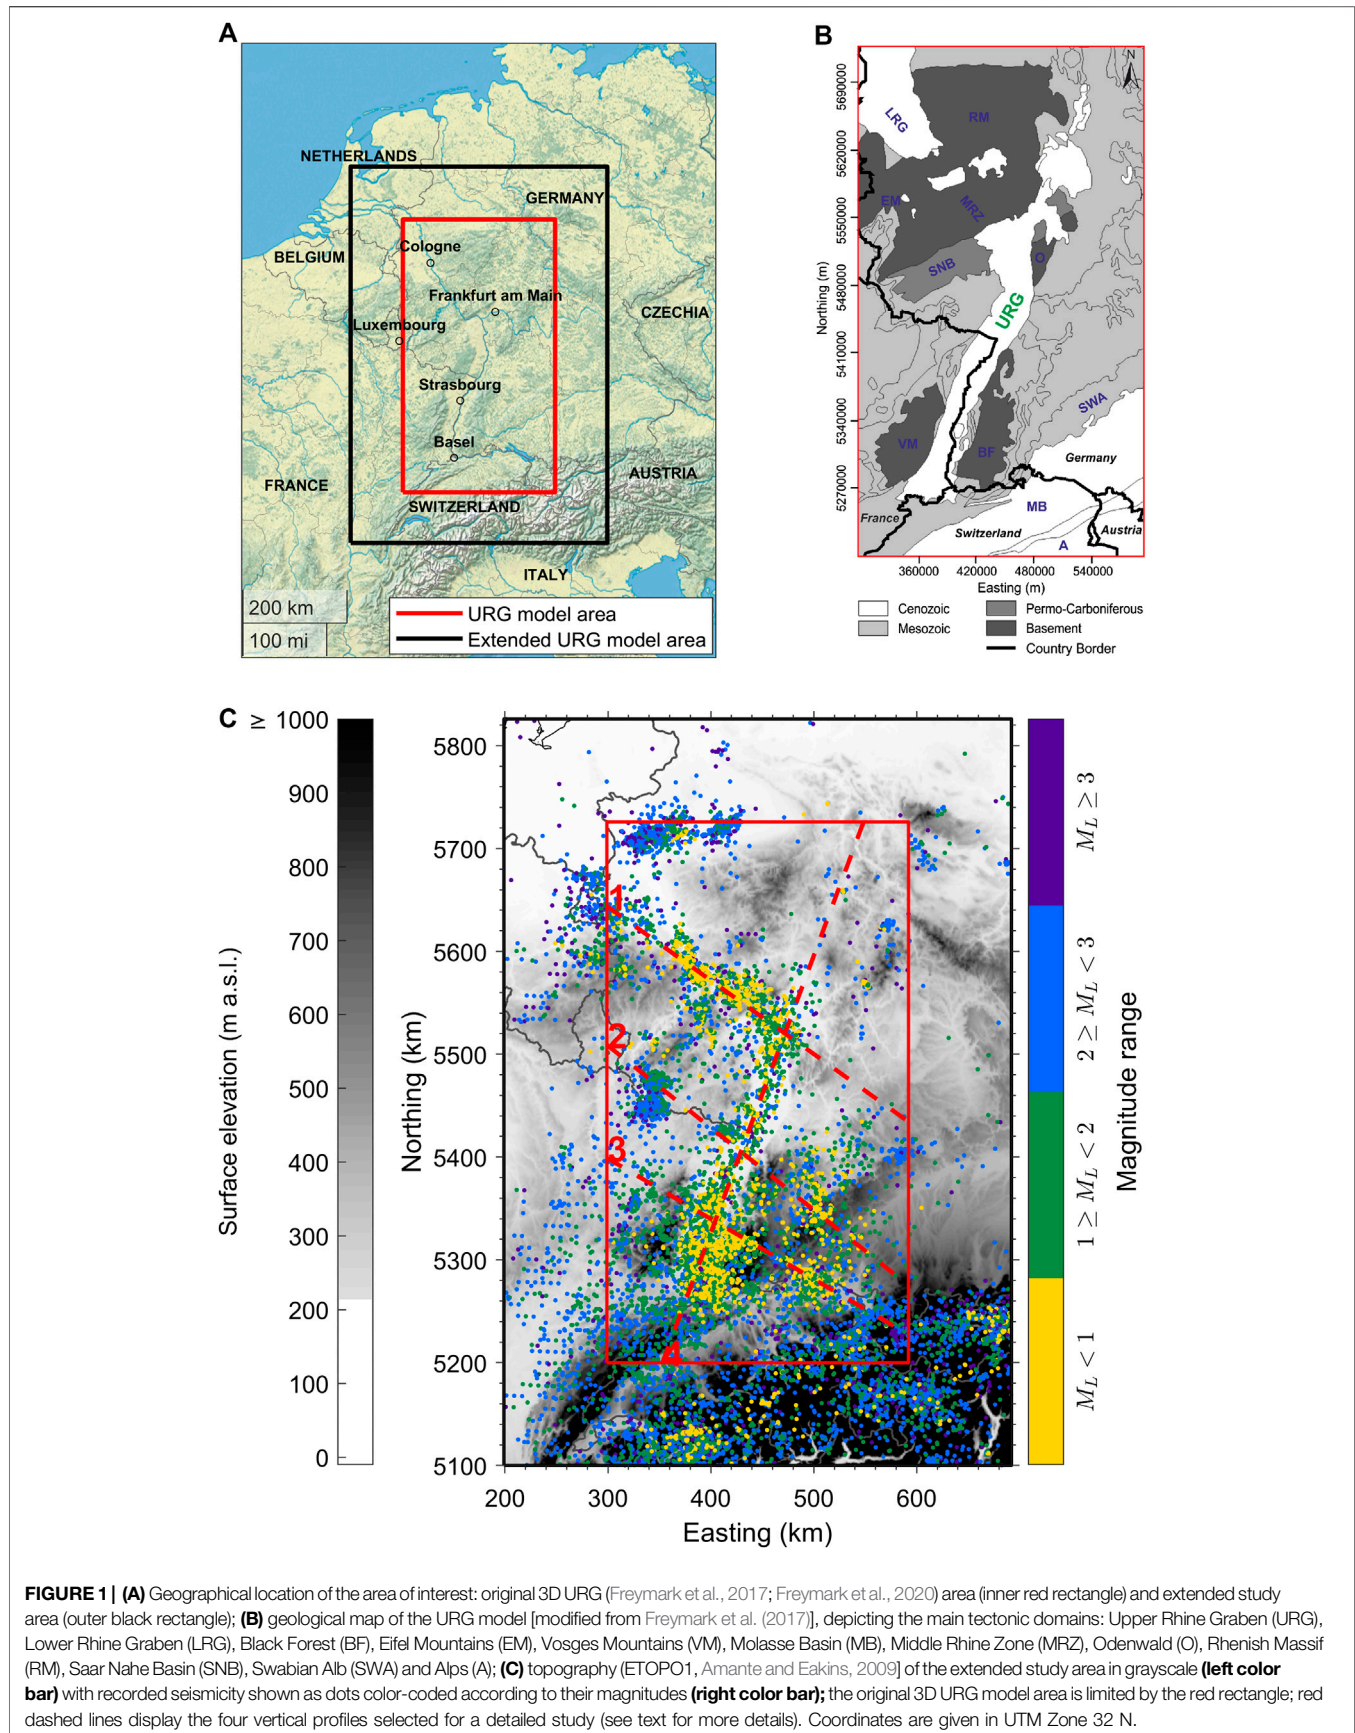 A
NETHERLANDS
GERMANY
BELGIUM
Cologne
Frankfurt am Main
CZECHIA
Luxembourg
Strasbourg
Basel
AUSTRIA
FRANCE
SWITZERLAND
ITALY
200 km
100 mi
URG model area
Extended URG model area
B
N
LRG
RM
EM
MRZ
SNB
O
URG
SWA
VM
BF
Germany
MB
France
Switzerland
Austria
A
Northing (m)
5690000
5620000
5550000
5480000
5410000
5340000
5270000
360000 420000 480000 540000
Easting (m)
Cenozoic
Permo-Carboniferous
Mesozoic
Basement
Country Border
C
≥ 1000
900
800
700
600
500
400
300
200
100
0
Surface elevation (m a.s.l.)
5800
5700
5600
5500
5400
5300
5200
5100
Northing (km)
1
2
3
4
200 300 400 500 600
Easting (km)
M_L ≥ 3
2 ≥ M_L < 3
1 ≥ M_L < 2
M_L < 1
Magnitude range
FIGURE 1 | (A) Geographical location of the area of interest: original 3D URG (Freymark et al., 2017; Freymark et al., 2020) area (inner red rectangle) and extended study
area (outer black rectangle); (B) geological map of the URG model [modified from Freymark et al. (2017)], depicting the main tectonic domains: Upper Rhine Graben (URG),
Lower Rhine Graben (LRG), Black Forest (BF), Eifel Mountains (EM), Vosges Mountains (VM), Molasse Basin (MB), Middle Rhine Zone (MRZ), Odenwald (O), Rhenish Massif
(RM), Saar Nahe Basin (SNB), Swabian Alb (SWA) and Alps (A); (C) topography (ETOPO1, Amante and Eakins, 2009] of the extended study area in grayscale (left color
bar) with recorded seismicity shown as dots color-coded according to their magnitudes (right color bar); the original 3D URG model area is limited by the red rectangle; red
dashed lines display the four vertical profiles selected for a detailed study (see text for more details). Coordinates are given in UTM Zone 32 N.